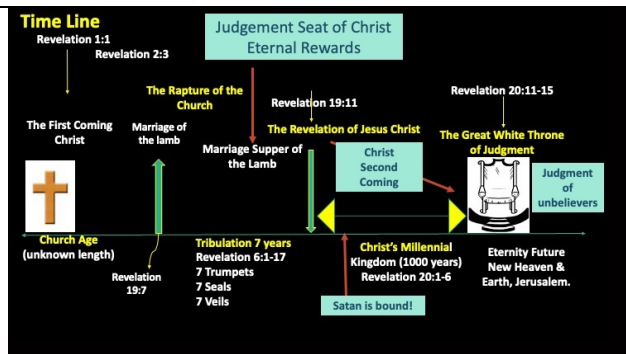 Time Line
Revelation 1:1
Revelation 2:3
Judgement Seat of Christ
Eternal Rewards
The Rapture of the
Church
Revelation 19:11
Revelation 20:11-15
The First Coming
Christ
Marriage of
the lamb
Marriage Supper of
the Lamb
The Revelation of Jesus Christ
The Great White Throne
of Judgment
Christ
Second
Coming
Judgment
of
unbelievers
Church Age
(unknown length)
Revelation
19:7
Tribulation 7 years
Revelation 6:1-17
7 Trumpets
7 Seals
7 Veils
Christ's Millennial
Kingdom (1000 years)
Revelation 20:1-6
Eternity Future
New Heaven &
Earth, Jerusalem.
Satan is bound!